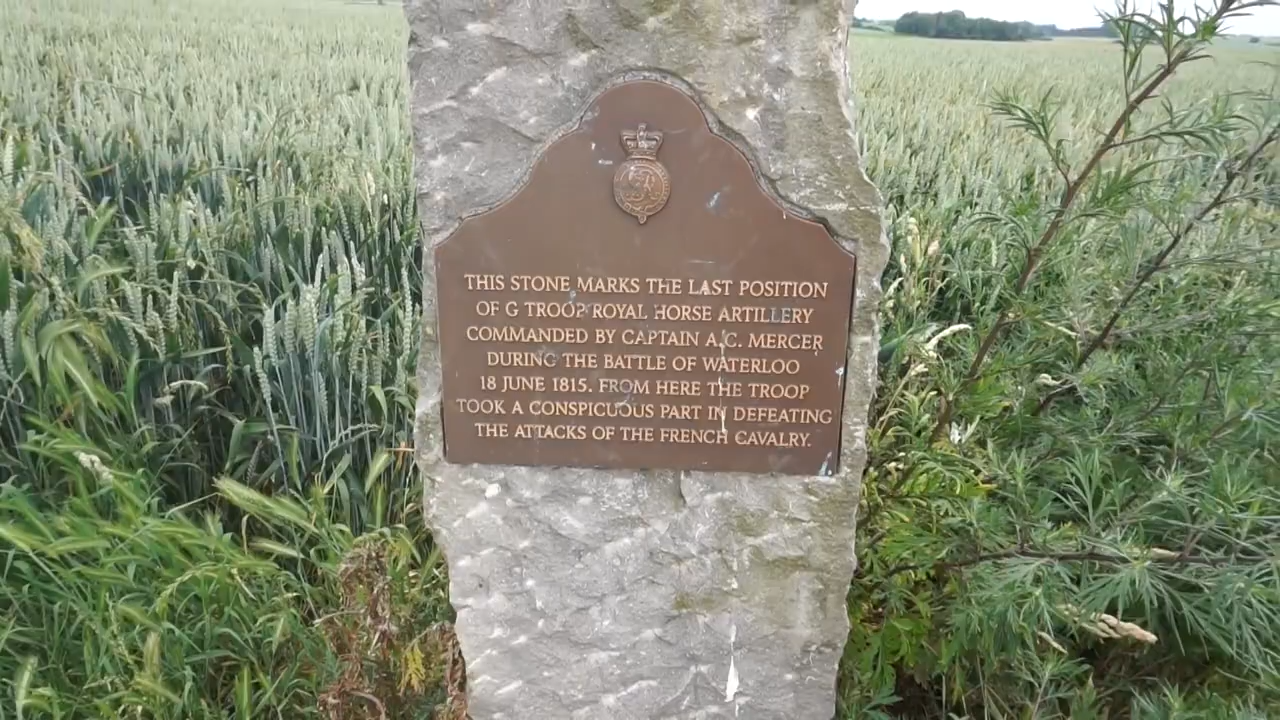 THIS STONE MARKS THE LAST POSITION
OF G TROOP ROYAL HORSE ARTILLERY
COMMANDED BY CAPTAIN A.C. MERCER
DURING THE BATTLE OF WATERLOO
18 JUNE 1815. FROM HERE THE TROOP
TOOK A CONSPICUOUS PART IN DEFEATING
THE ATTACKS OF THE FRENCH CAVALRY.